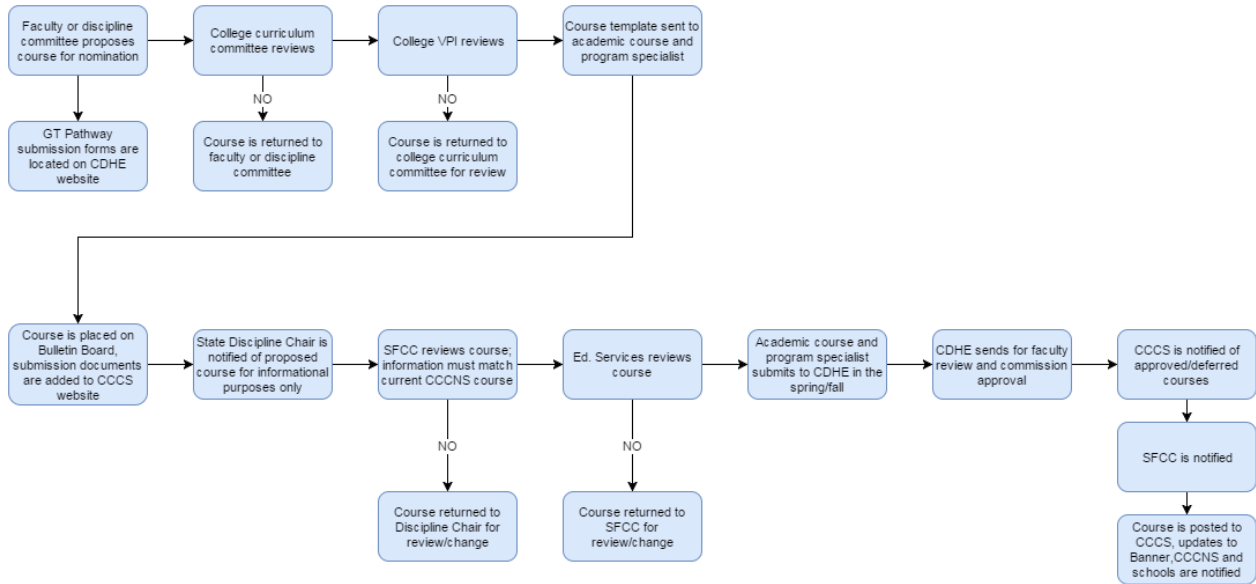 Faculty or discipline
committee proposes
course for nomination
College curriculum
committee reviews
College VPI reviews
Course template sent to
academic course and
program specialist
NO
NO
GT Pathway
submission forms are
located on CDHE
website
Course is returned to
faculty or discipline
committee
Course is returned to
college curriculum
committee for review
Course is placed on
Bulletin Board,
submission documents
are added to CCCS
website
State Discipline Chair is
notified of proposed
course for informational
purposes only
SFCC reviews course;
information must match
current CCCNS course
Ed. Services reviews
course
Academic course and
program specialist
submits to CDHE in the
spring/fall
CDHE sends for faculty
review and commission
approval
CCCS is notified of
approved/deferred
courses
NO
NO
SFCC is notified
Course returned to
Discipline Chair for
review/change
Course returned to
SFCC for
review/change
Course is posted to
CCCS, updates to
Banner,CCCNS and
schools are notified